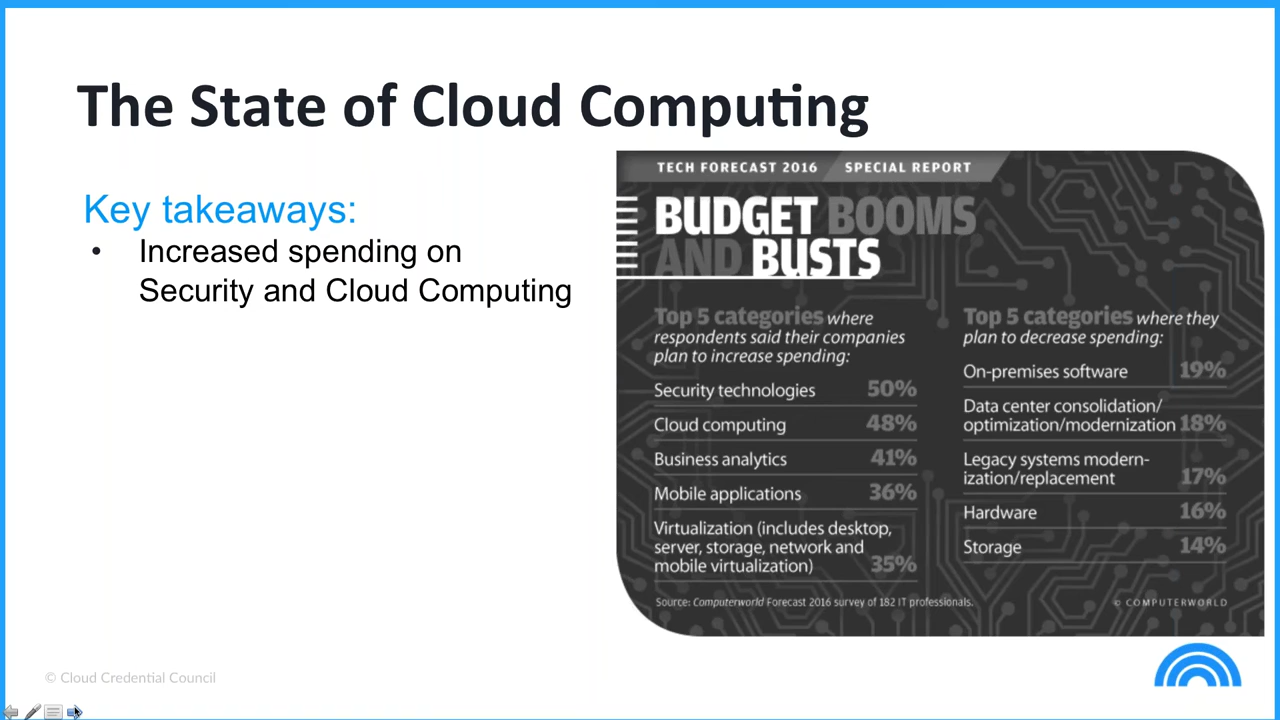 The State of Cloud Computing
Key takeaways:
• Increased spending on
Security and Cloud Computing
TECH FORECAST 2016 SPECIAL REPORT
BUDGET BOOMS
AND BUSTS
Top 5 categories where
respondents said their companies
plan to increase spending:
Security technologies 50%
Cloud computing 48%
Business analytics 41%
Mobile applications 36%
Virtualization (includes desktop,
server, storage, network and
mobile virtualization) 35%
Top 5 categories where they
plan to decrease spending:
On-premises software 19%
Data center consolidation/
optimization/modernization 18%
Legacy systems modern-
ization/replacement 17%
Hardware 16%
Storage 14%
Source: Computerworld Forecast 2016 survey of 182 IT professionals.
© COMPUTERWORLD
© Cloud Credential Council